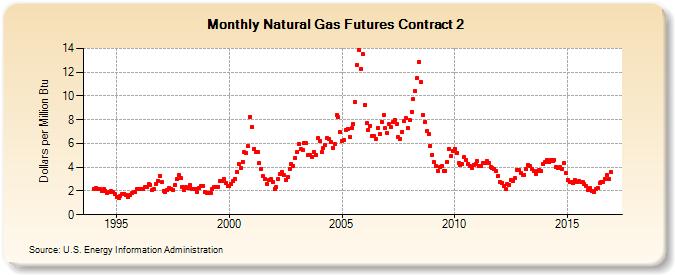 Monthly Natural Gas Futures Contract 2
Dollars per Million Btu
14
12
10
8
6
4
2
0
1995 2000 2005 2010 2015
Source: U.S. Energy Information Administration